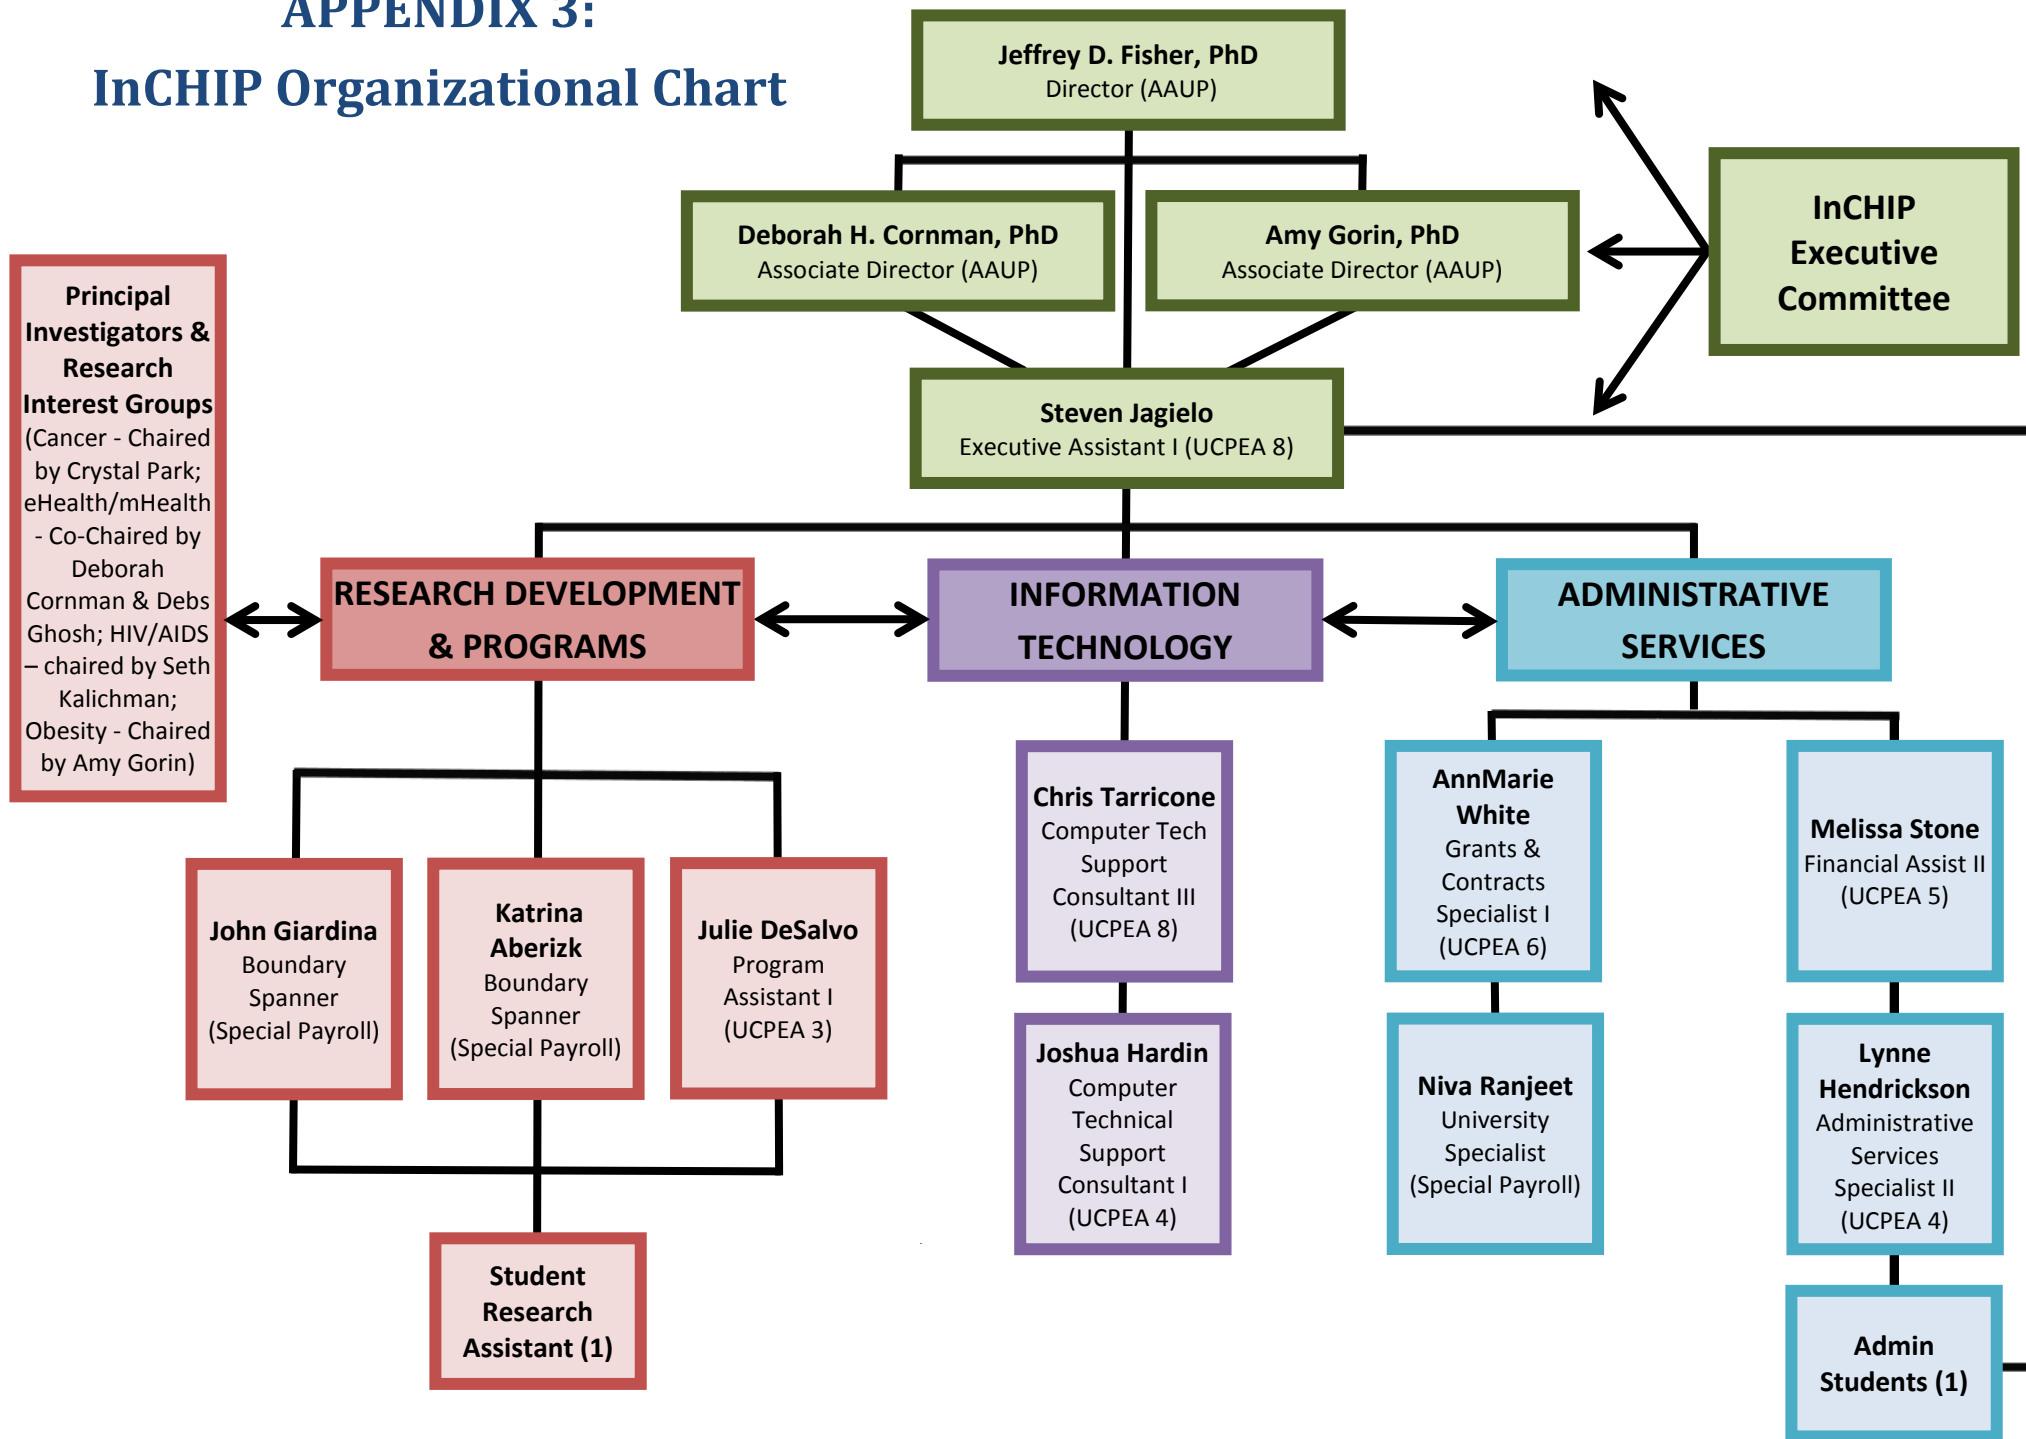 APPENDIX 3:
InCHIP Organizational Chart
Jeffrey D. Fisher, PhD
Director (AAUP)
Deborah H. Cornman, PhD
Associate Director (AAUP)
Amy Gorin, PhD
Associate Director (AAUP)
InCHIP
Executive
Committee
Steven Jagielo
Executive Assistant I (UCPEA 8)
Principal
Investigators &
Research
Interest Groups
(Cancer - Chaired
by Crystal Park;
eHealth/mHealth
- Co-Chaired by
Deborah
Cornman & Debs
Ghosh; HIV/AIDS
– chaired by Seth
Kalichman;
Obesity - Chaired
by Amy Gorin)
RESEARCH DEVELOPMENT
& PROGRAMS
INFORMATION
TECHNOLOGY
ADMINISTRATIVE
SERVICES
John Giardina
Boundary
Spanner
(Special Payroll)
Katrina
Aberizk
Boundary
Spanner
(Special Payroll)
Julie DeSalvo
Program
Assistant I
(UCPEA 3)
Student
Research
Assistant (1)
Chris Tarricone
Computer Tech
Support
Consultant III
(UCPEA 8)
Joshua Hardin
Computer
Technical
Support
Consultant I
(UCPEA 4)
AnnMarie
White
Grants &
Contracts
Specialist I
(UCPEA 6)
Niva Ranjeet
University
Specialist
(Special Payroll)
Melissa Stone
Financial Assist II
(UCPEA 5)
Lynne
Hendrickson
Administrative
Services
Specialist II
(UCPEA 4)
Admin
Students (1)